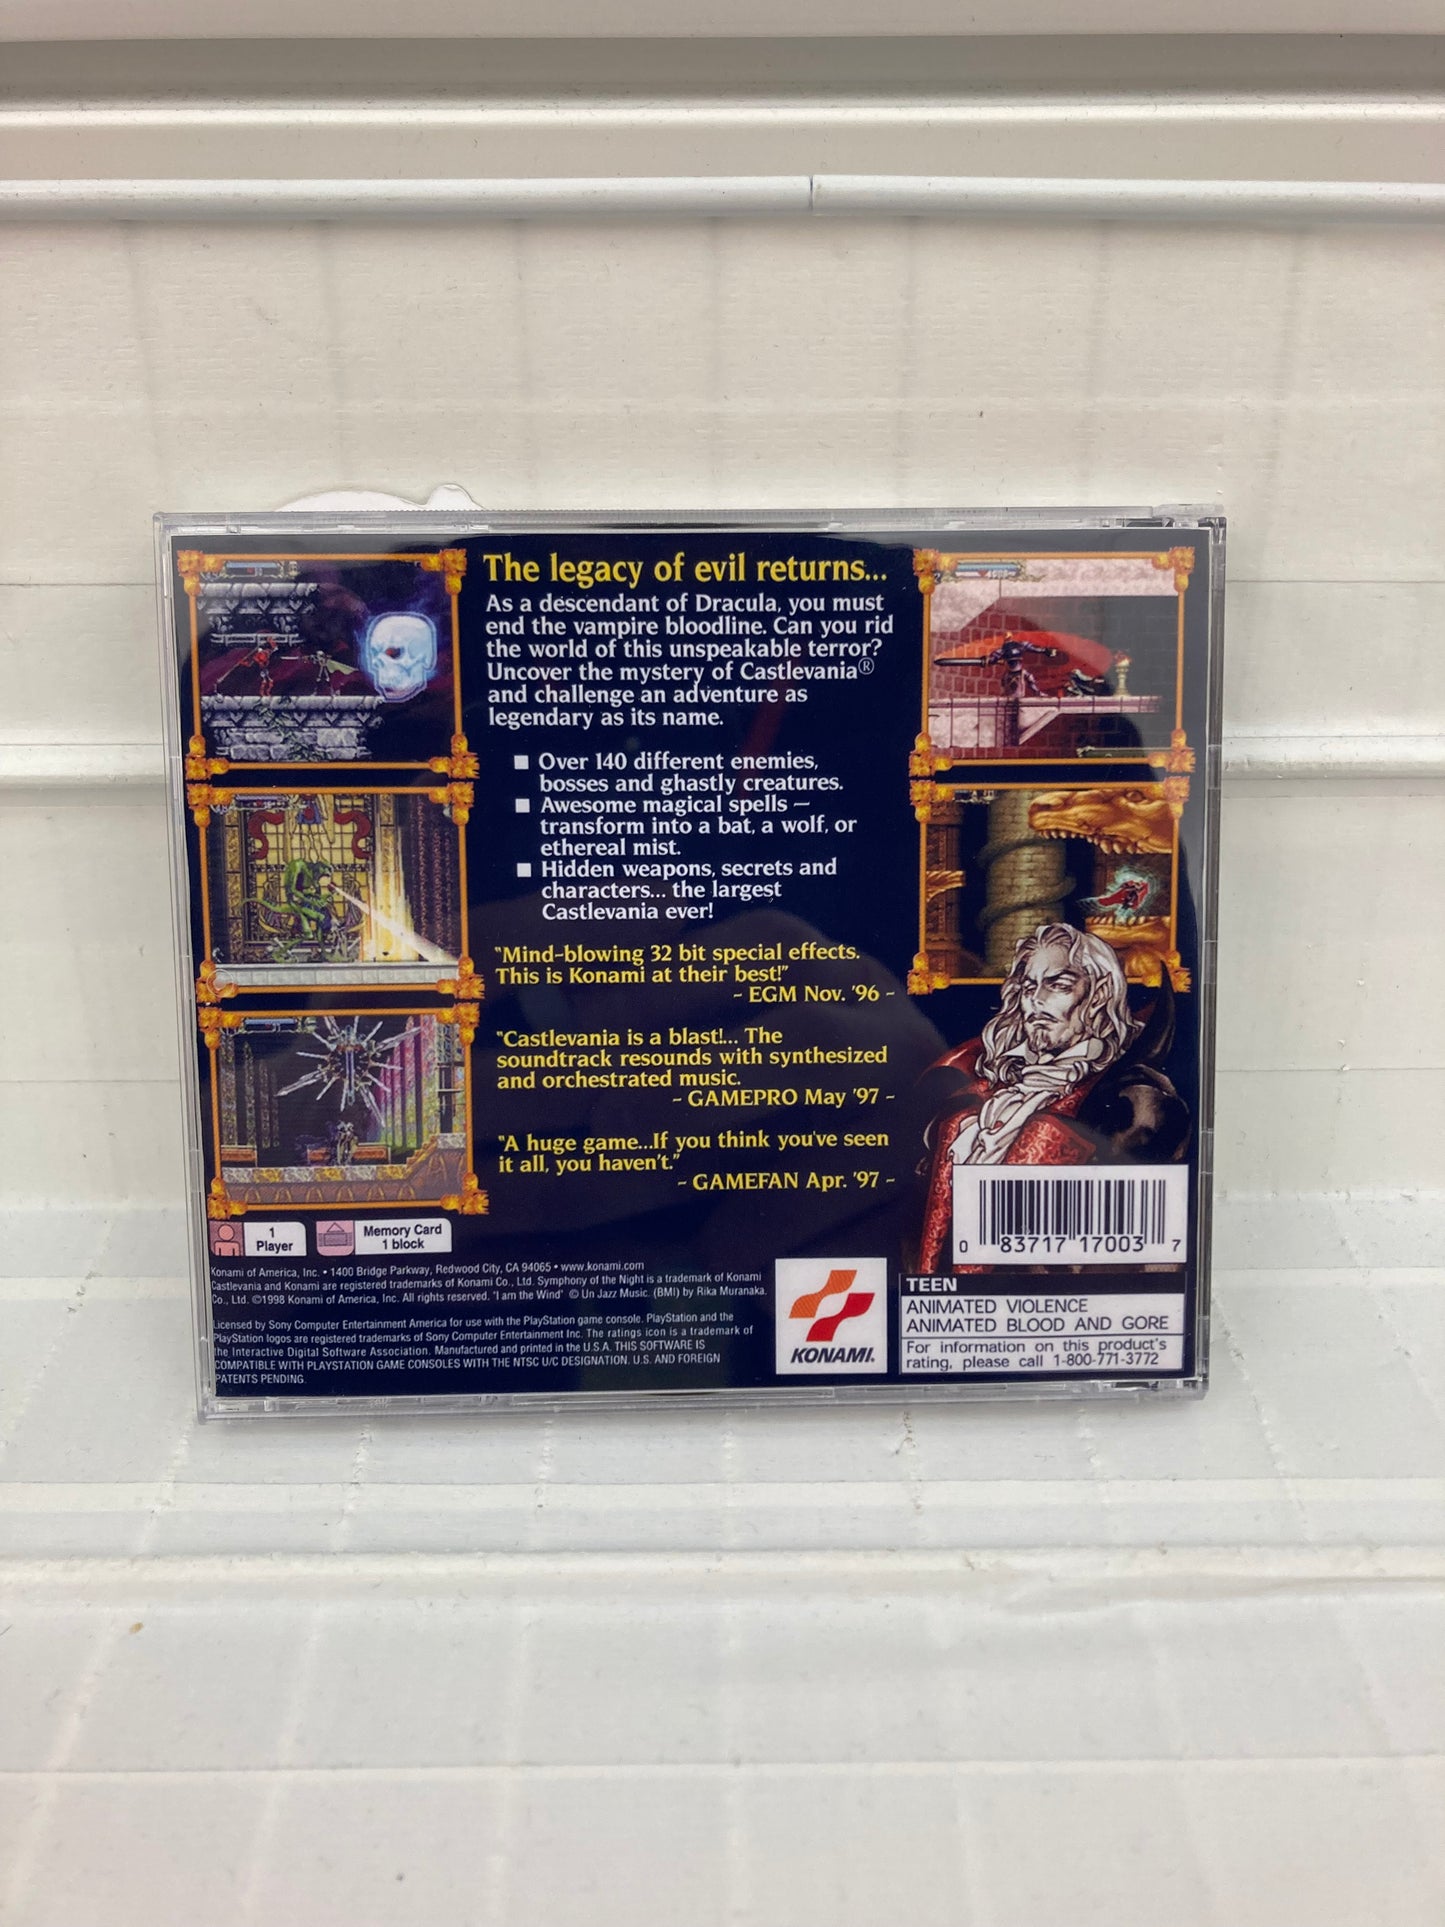 The legacy of evil returns...
As a descendant of Dracula, you must
end the vampire bloodline. Can you rid
the world of this unspeakable terror?
Uncover the mystery of Castlevania®
and challenge an adventure as
legendary as its name.
■ Over 140 different enemies,
bosses and ghastly creatures.
■ Awesome magical spells –
transform into a bat, a wolf, or
ethereal mist.
■ Hidden weapons, secrets and
characters... the largest
Castlevania ever!
"Mind-blowing 32 bit special effects.
This is Konami at their best!"
- EGM Nov. '96 -
"Castlevania is a blast!... The
soundtrack resounds with synthesized
and orchestrated music.
- GAMEPRO May '97 -
"A huge game...If you think you've seen
it all, you haven't."
- GAMEFAN Apr. '97 -
1
Player
Memory Card
1 block
Konami of America, Inc. • 1400 Bridge Parkway, Redwood City, CA 94065 • www.konami.com
Castlevania and Konami are registered trademarks of Konami Co., Ltd. Symphony of the Night is a trademark of Konami
Co., Ltd. ©1998 Konami of America, Inc. All rights reserved. "I am the Wind" © Un Jazz Music. (BMI) by Rika Muranaka.
Licensed by Sony Computer Entertainment America for use with the PlayStation game console. PlayStation and the
PlayStation logos are registered trademarks of Sony Computer Entertainment Inc. The ratings icon is a trademark of
the Interactive Digital Software Association. Manufactured and printed in the U.S.A. THIS SOFTWARE IS
COMPATIBLE WITH PLAYSTATION GAME CONSOLES WITH THE NTSC U/C DESIGNATION. U.S. AND FOREIGN
PATENTS PENDING.
KONAMI.
0 83717 17003 7
TEEN
ANIMATED VIOLENCE
ANIMATED BLOOD AND GORE
For information on this product's
rating, please call 1-800-771-3772